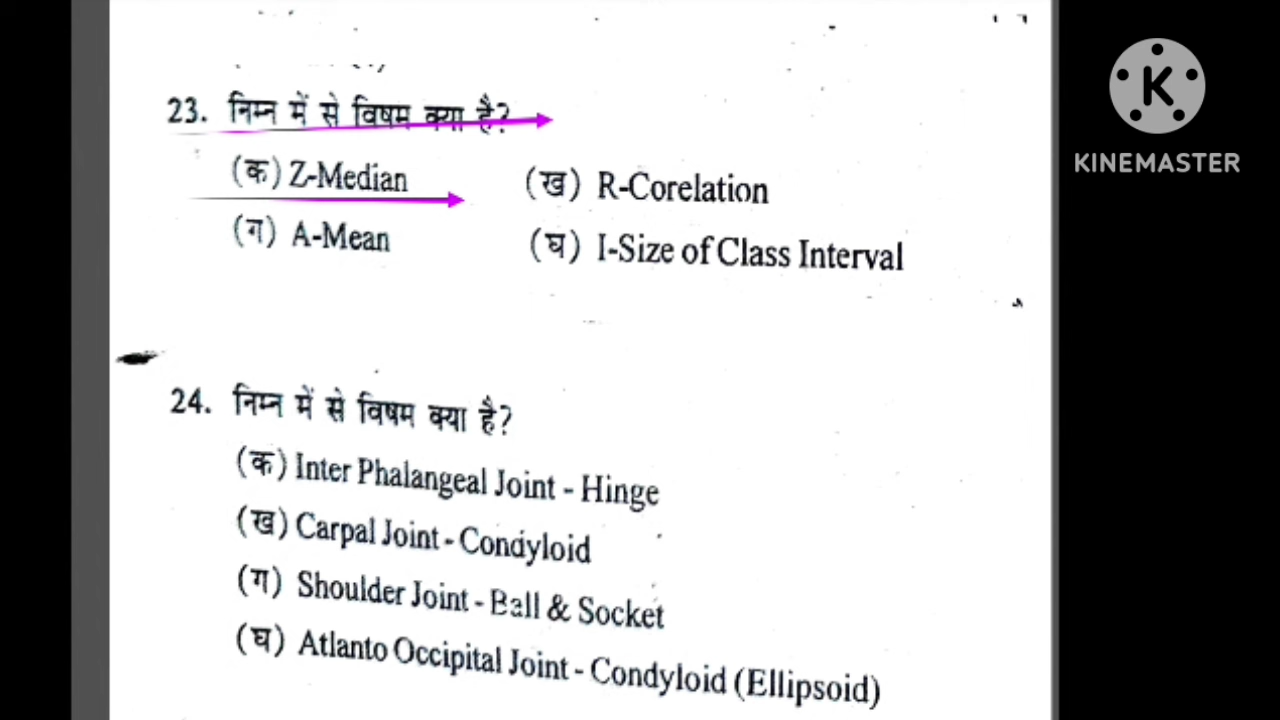 23. निम्न में से विषम क्या है?
(क) Z-Median (ख) R-Corelation
(ग) A-Mean (घ) I-Size of Class Interval
24. निम्न में से विषम क्या है?
(क) Inter Phalangeal Joint - Hinge
(ख) Carpal Joint - Condyloid
(ग) Shoulder Joint - Ball & Socket
(घ) Atlanto Occipital Joint - Condyloid (Ellipsoid)
K
KINEMASTER